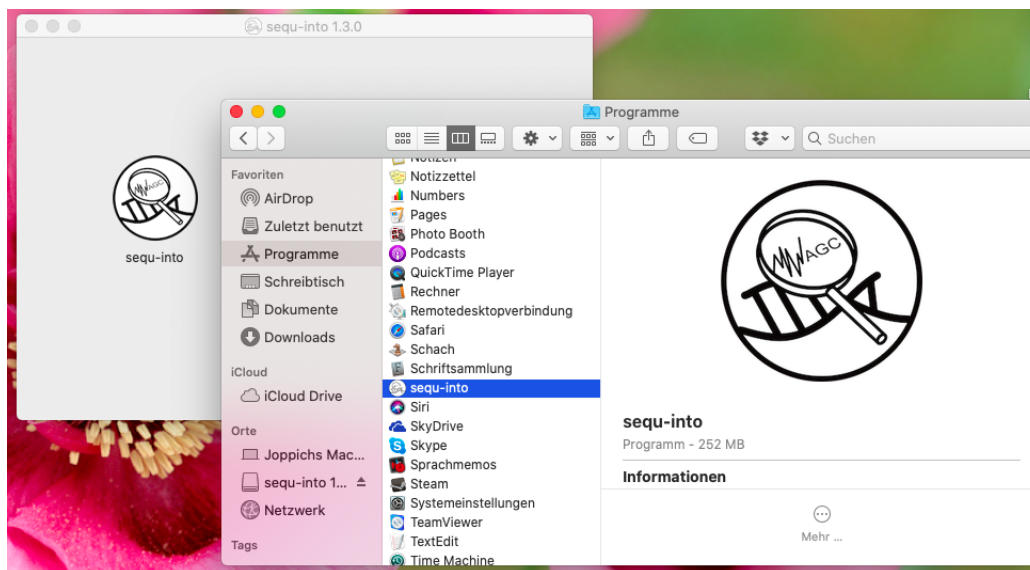 sequ-into 1.3.0
sequ-into
Programme
Suchen
Favoriten
AirDrop
Zuletzt benutzt
Programme
Schreibtisch
Dokumente
Downloads
iCloud
iCloud Drive
Orte
Joppichs Mac...
sequ-into 1...
Netzwerk
Tags
Notizen
Notizzettel
Numbers
Pages
Photo Booth
Podcasts
QuickTime Player
Rechner
Remotedesktopverbindung
Safari
Schach
Schriftsammlung
sequ-into
Siri
SkyDrive
Skype
Sprachmemos
Steam
Systemeinstellungen
TeamViewer
TextEdit
Time Machine
AGC
sequ-into
Programm - 252 MB
Informationen
Mehr ...